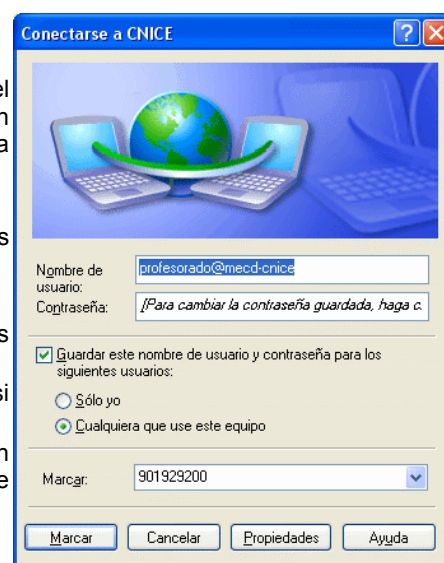 Conectarse a CNICE
el
n
a
s
Nombre de
usuario:
profesorado@mecd-cnice
Contraseña:
[Para cambiar la contraseña guardada, haga c.
s
Guardar este nombre de usuario y contraseña para los
siguientes usuarios:
si
Sólo yo
Cualquiera que use este equipo
n
e
Marcar:
901929200
Marcar
Cancelar
Propiedades
Ayuda